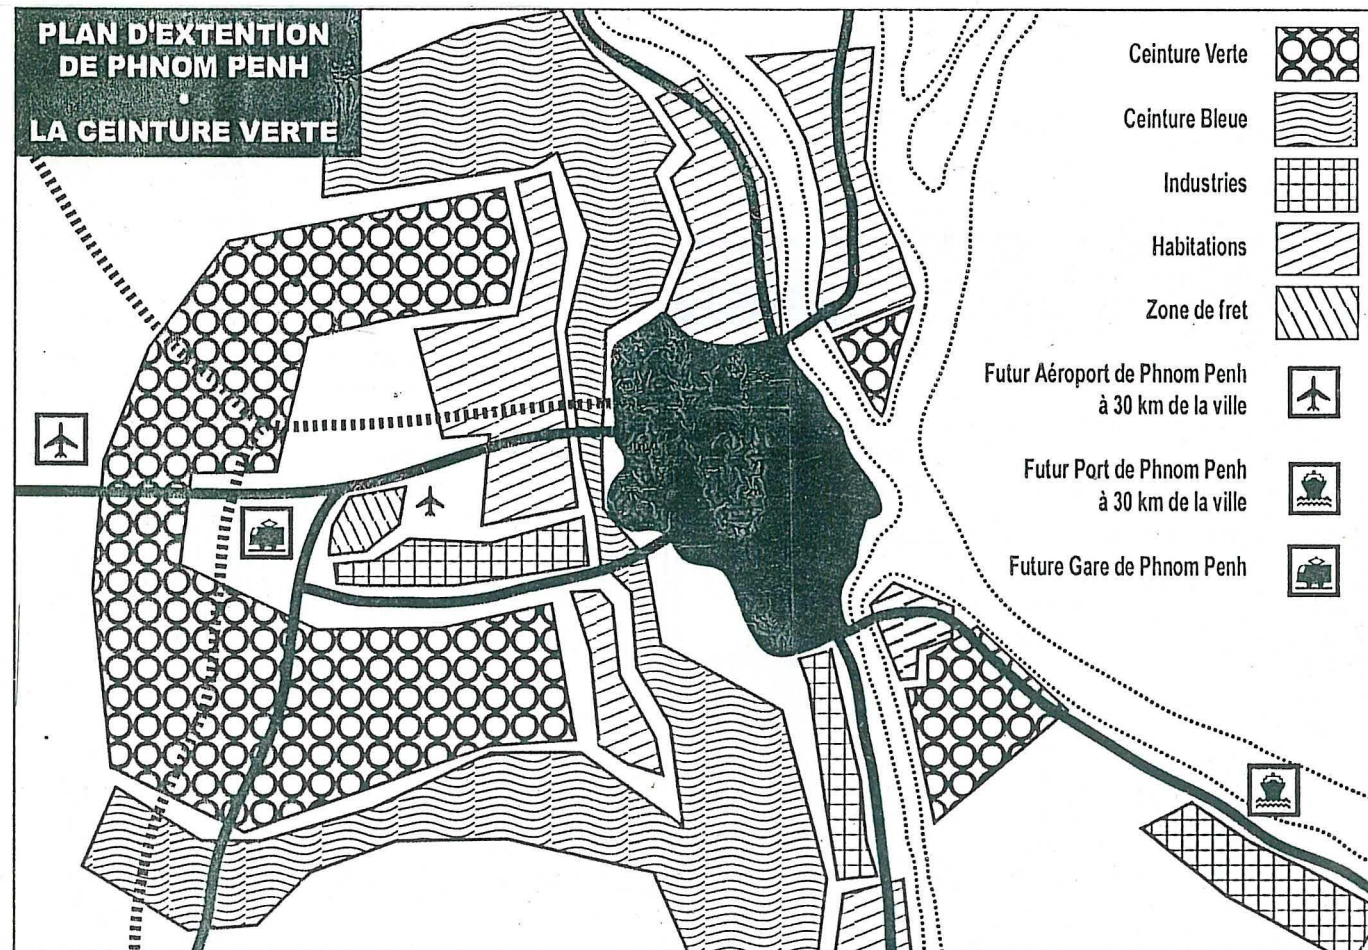 PLAN D'EXTENTION
DE PHNOM PENH
•
LA CEINTURE VERTE
Ceinture Verte
Ceinture Bleue
Industries
Habitations
Zone de fret
Futur Aéroport de Phnom Penh
à 30 km de la ville
Futur Port de Phnom Penh
à 30 km de la ville
Future Gare de Phnom Penh